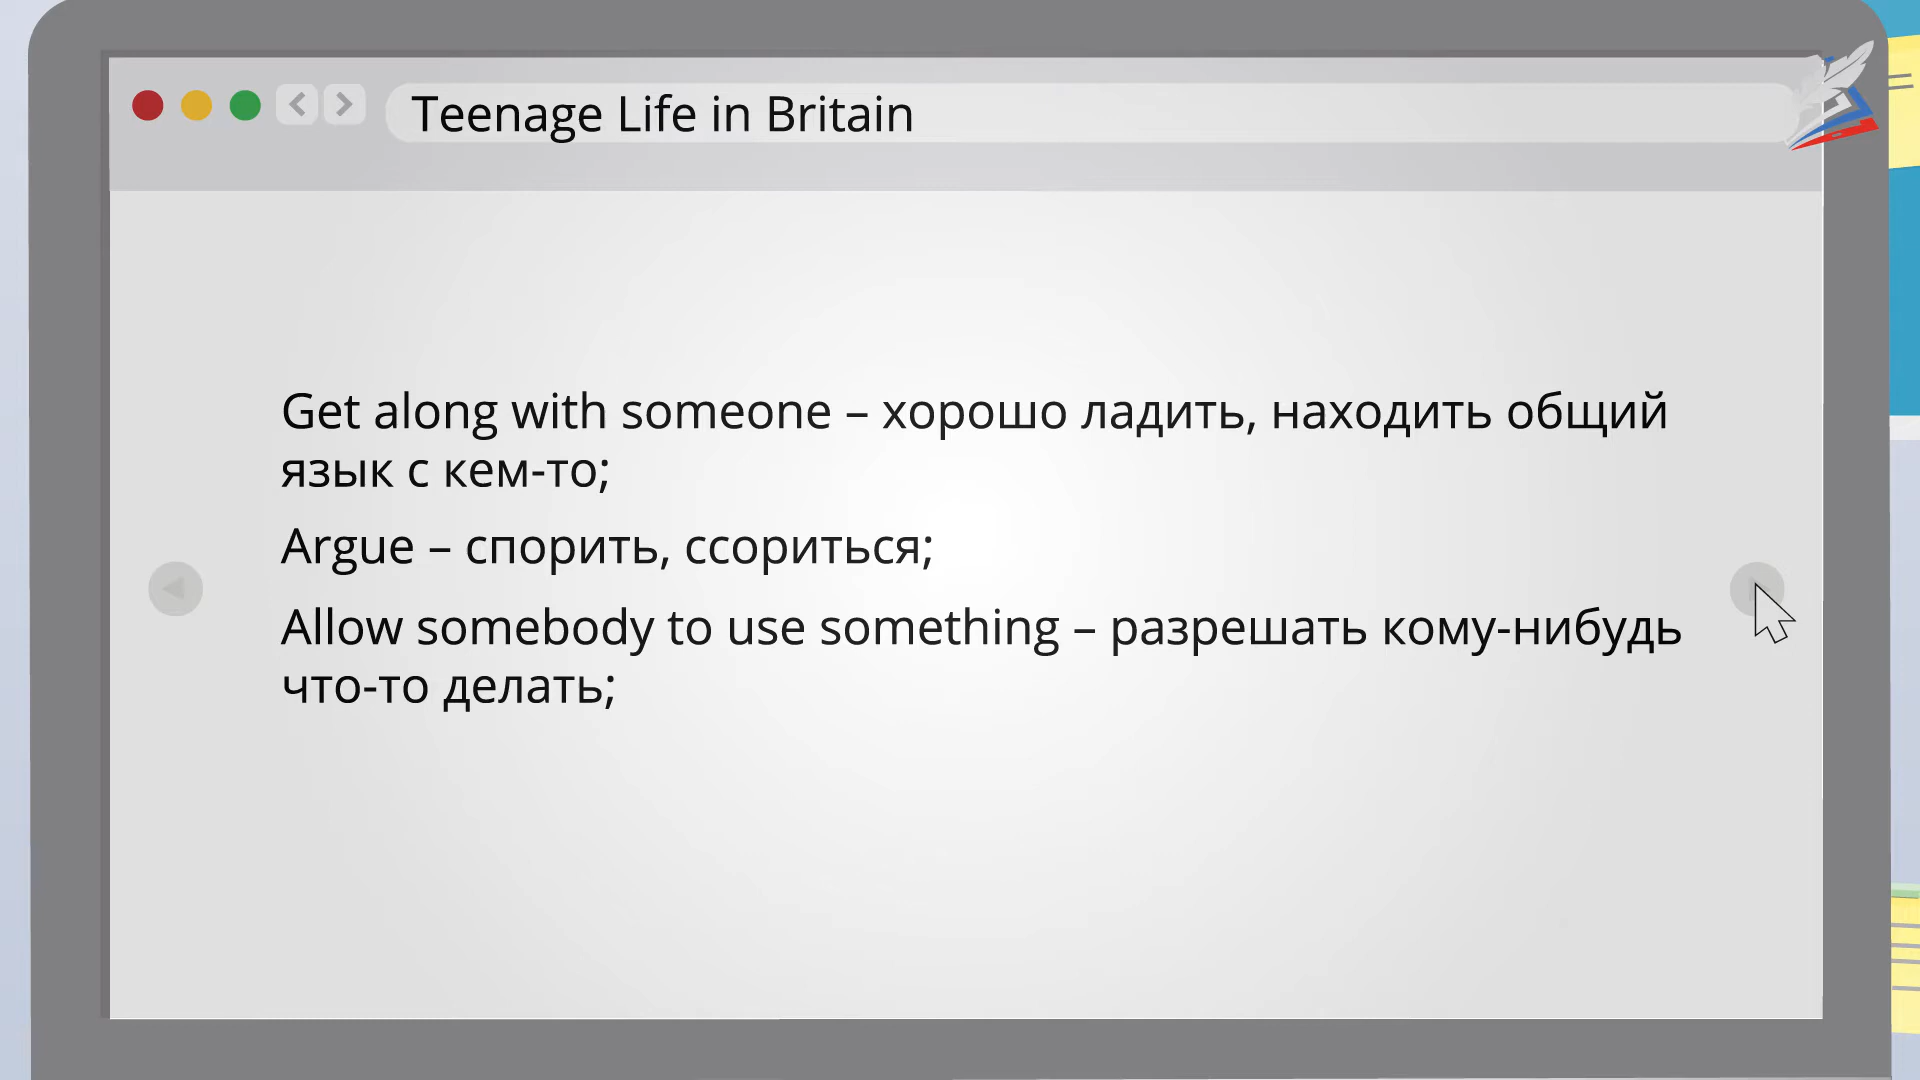 Teenage Life in Britain
Get along with someone – хорошо ладить, находить общий
язык с кем-то;
Argue – спорить, ссориться;
Allow somebody to use something – разрешать кому-нибудь
что-то делать;